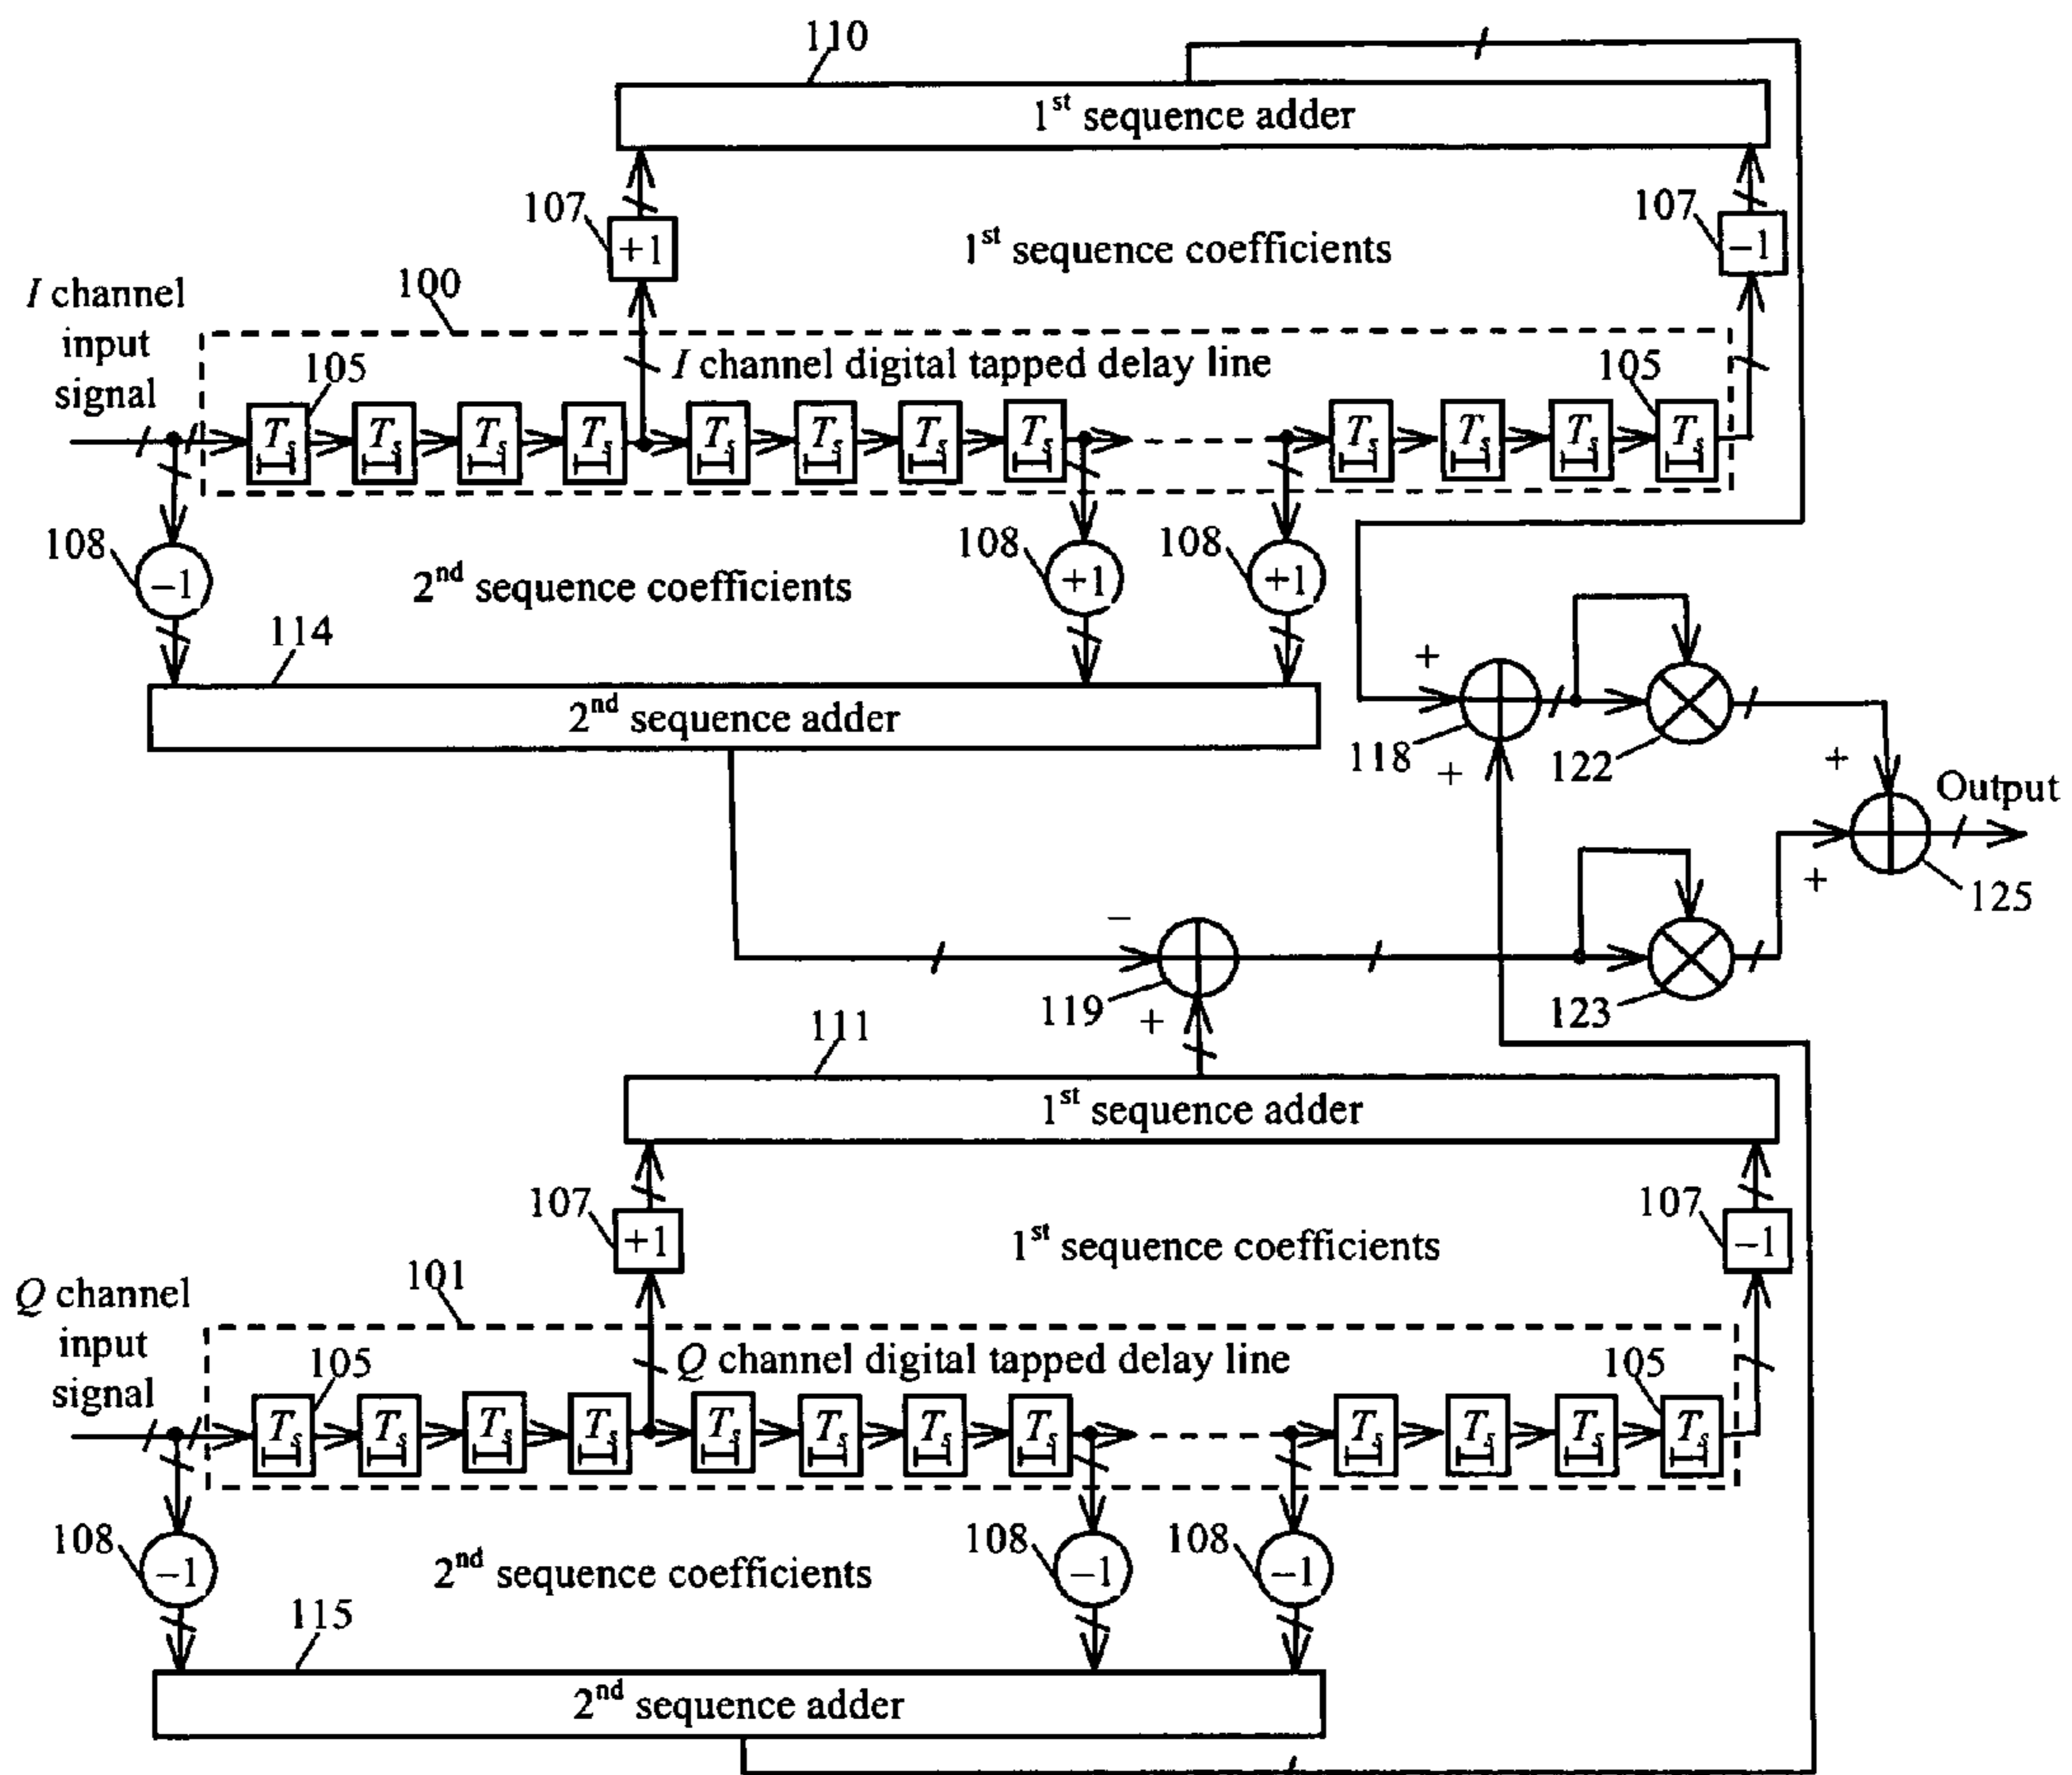 110
1st sequence adder
107
+1
1st sequence coefficients
107
−1
I channel
input
signal
100
I channel digital tapped delay line
105
105
Ts Ts Ts Ts Ts Ts Ts Ts Ts Ts Ts Ts
108
−1
2nd sequence coefficients
108
+1
108
+1
114
2nd sequence adder
+
118
+
122
+
Output
+
125
−
119
+
123
111
1st sequence adder
107
+1
1st sequence coefficients
107
−1
Q channel
input
signal
101
Q channel digital tapped delay line
105
105
Ts Ts Ts Ts Ts Ts Ts Ts Ts Ts Ts Ts
108
−1
2nd sequence coefficients
108
−1
108
−1
115
2nd sequence adder